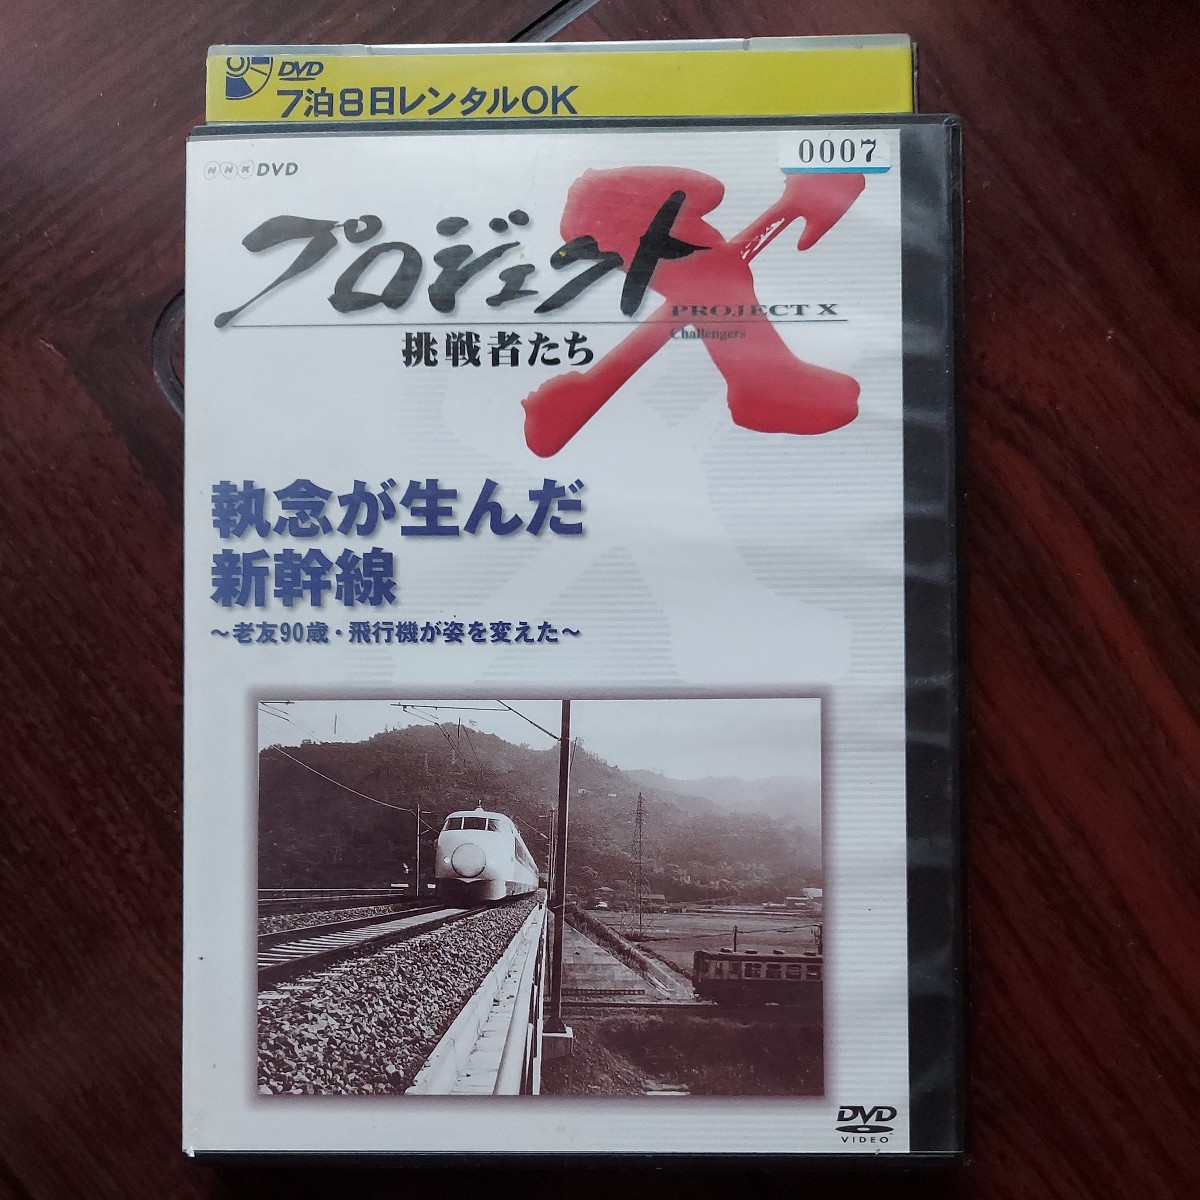 DVD
7泊8日レンタルOK
0007
NHK DVD
プロジェクトX
PROJECT X
Challengers
挑戦者たち
執念が生んだ
新幹線
〜老友90歳・飛行機が姿を変えた〜
DVD
VIDEO